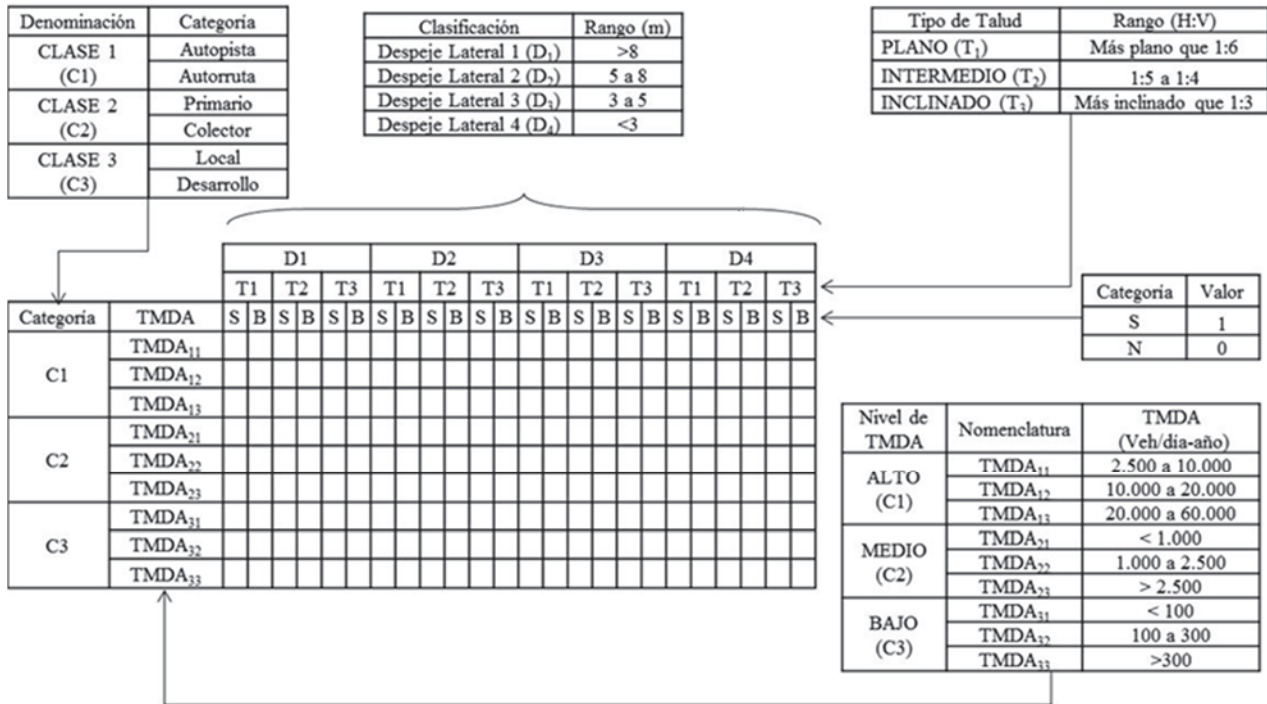 Denominación Categoría
CLASE 1 (C1) Autopista
Autorruta
CLASE 2 (C2) Primario
Colector
CLASE 3 (C3) Local
Desarrollo
Clasificación Rango (m)
Despeje Lateral 1 (D₁) >8
Despeje Lateral 2 (D₂) 5 a 8
Despeje Lateral 3 (D₃) 3 a 5
Despeje Lateral 4 (D₄) <3
Tipo de Talud Rango (H:V)
PLANO (T₁) Más plano que 1:6
INTERMEDIO (T₂) 1:5 a 1:4
INCLINADO (T₃) Más inclinado que 1:3
D1 D2 D3 D4
T1 T2 T3 T1 T2 T3 T1 T2 T3 T1 T2 T3
Categoría TMDA S B S B S B S B S B S B S B S B S B S B S B S B
C1 TMDA₁₁
TMDA₁₂
TMDA₁₃
C2 TMDA₂₁
TMDA₂₂
TMDA₂₃
C3 TMDA₃₁
TMDA₃₂
TMDA₃₃
Categoría Valor
S 1
N 0
Nivel de TMDA Nomenclatura TMDA (Veh/día-año)
ALTO (C1) TMDA₁₁ 2.500 a 10.000
TMDA₁₂ 10.000 a 20.000
TMDA₁₃ 20.000 a 60.000
MEDIO (C2) TMDA₂₁ < 1.000
TMDA₂₂ 1.000 a 2.500
TMDA₂₃ > 2.500
BAJO (C3) TMDA₃₁ < 100
TMDA₃₂ 100 a 300
TMDA₃₃ >300